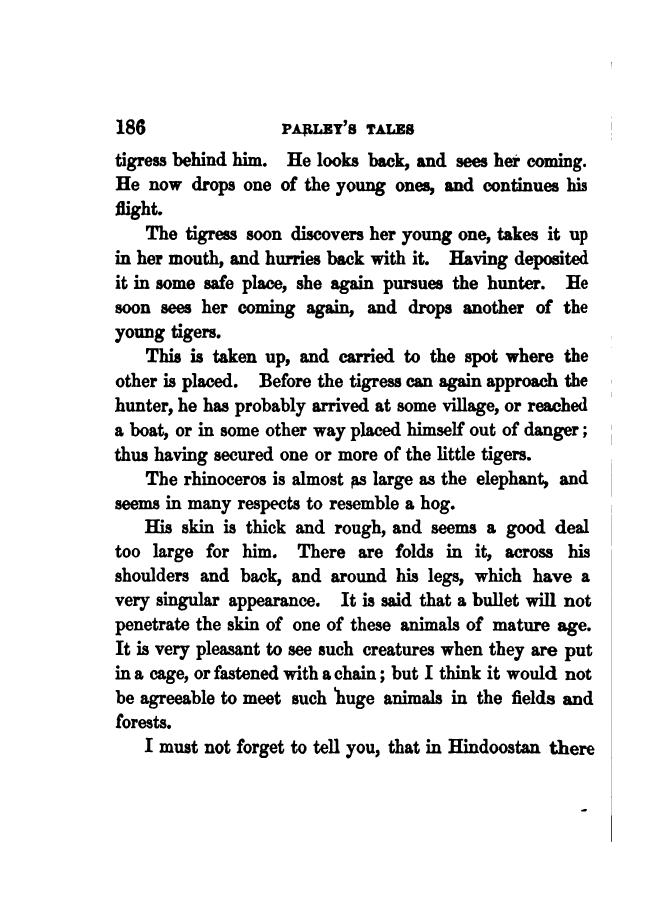 186 PARLEY'S TALES
tigress behind him. He looks back, and sees her coming.
He now drops one of the young ones, and continues his
flight.
The tigress soon discovers her young one, takes it up
in her mouth, and hurries back with it. Having deposited
it in some safe place, she again pursues the hunter. He
soon sees her coming again, and drops another of the
young tigers.
This is taken up, and carried to the spot where the
other is placed. Before the tigress can again approach the
hunter, he has probably arrived at some village, or reached
a boat, or in some other way placed himself out of danger;
thus having secured one or more of the little tigers.
The rhinoceros is almost as large as the elephant, and
seems in many respects to resemble a hog.
His skin is thick and rough, and seems a good deal
too large for him. There are folds in it, across his
shoulders and back, and around his legs, which have a
very singular appearance. It is said that a bullet will not
penetrate the skin of one of these animals of mature age.
It is very pleasant to see such creatures when they are put
in a cage, or fastened with a chain; but I think it would not
be agreeable to meet such huge animals in the fields and
forests.
I must not forget to tell you, that in Hindoostan there